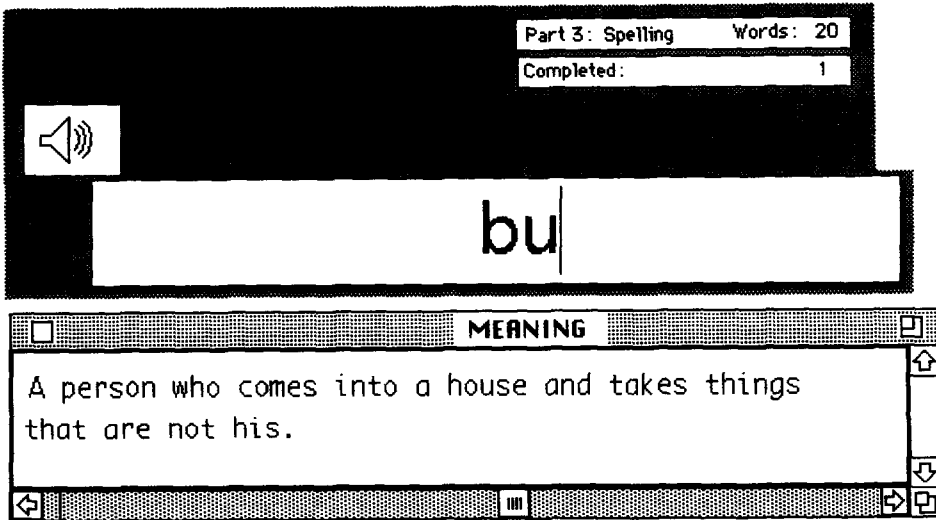 Part 3: Spelling Words: 20
Completed: 1
bu
MEANING
A person who comes into a house and takes things
that are not his.